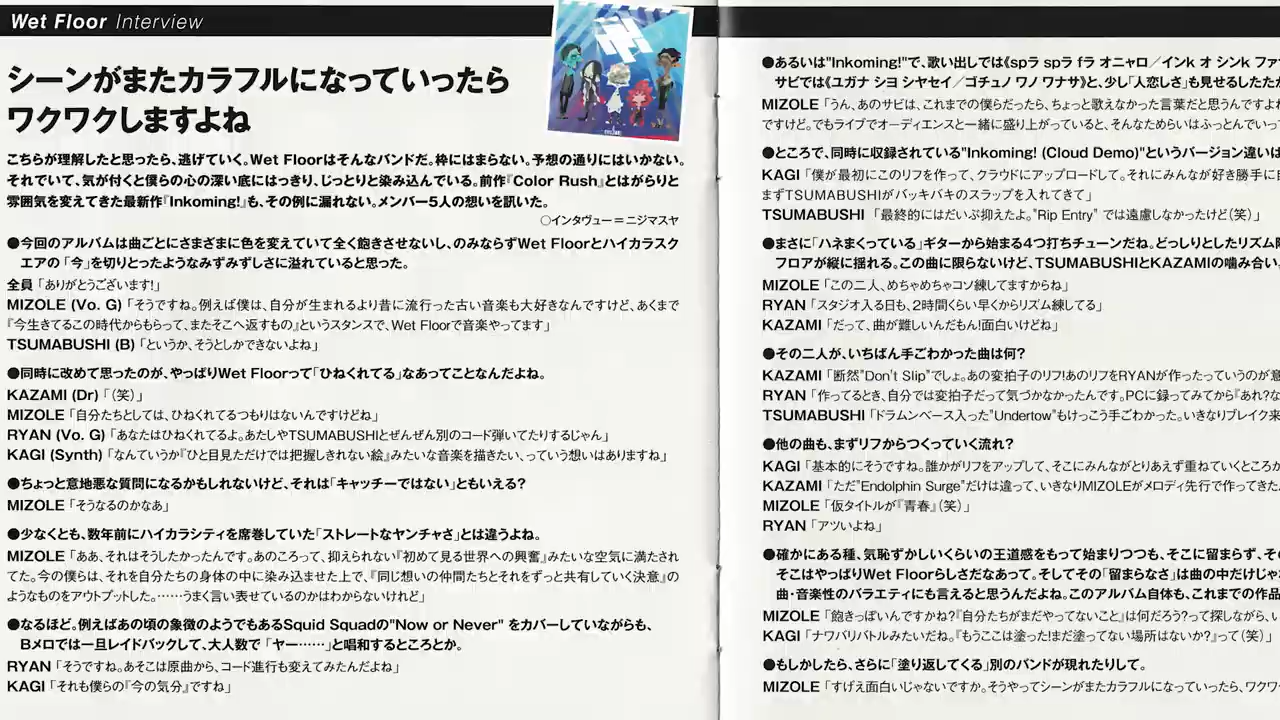 Wet Floor Interview
シーンがまたカラフルになっていったら
ワクワクしますよね
こちらが理解したと思ったら、逃げていく。Wet Floorはそんなバンドだ。枠にはまらない。予想の通りにはいかない。
それでいて、気が付くと僕らの心の深い底にはっきり、じっとりと染み込んでいる。前作『Color Rush』とはがらりと
雰囲気を変えてきた最新作『Inkoming!』も、その例に漏れない。メンバー5人の想いを訊いた。
○インタヴュー＝ニジマスヤ
●今回のアルバムは曲ごとにさまざまに色を変えていて全く飽きさせないし、のみならずWet Floorとハイカラスク
エアの「今」を切りとったようなみずみずしさに溢れていると思った。
全員「ありがとうございます!」
MIZOLE (Vo. G)「そうですね。例えば僕は、自分が生まれるより昔に流行った古い音楽も大好きなんですけど、あくまで
『今生きてるこの時代からもらって、またそこへ返すもの』というスタンスで、Wet Floorで音楽やってます」
TSUMABUSHI (B)「というか、そうとしかできないよね」
●同時に改めて思ったのが、やっぱりWet Floorって「ひねくれてる」なあってことなんだよね。
KAZAMI (Dr)「（笑）」
MIZOLE「自分たちとしては、ひねくれてるつもりはないんですけどね」
RYAN (Vo. G)「あなたはひねくれてるよ。あたしやTSUMABUSHIとぜんぜん別のコード弾いてたりするじゃん」
KAGI (Synth)「なんていうか『ひと目見ただけでは把握しきれない絵』みたいな音楽を描きたい、っていう想いはありますね」
●ちょっと意地悪な質問になるかもしれないけど、それは「キャッチーではない」ともいえる?
MIZOLE「そうなるのかなあ」
●少なくとも、数年前にハイカラシティを席巻していた「ストレートなヤンチャさ」とは違うよね。
MIZOLE「ああ、それはそうしたかったんです。あのころって、抑えられない『初めて見る世界への興奮』みたいな空気に満たされ
てた。今の僕らは、それを自分たちの身体の中に染み込ませた上で、『同じ想いの仲間たちとそれをずっと共有していく決意』の
ようなものをアウトプットした。……うまく言い表せているのかはわからないけれど」
●なるほど。例えばあの頃の象徴のようでもあるSquid Squadの"Now or Never" をカバーしていながらも、
Bメロでは一旦レイドバックして、大人数で「ヤー……」と唱和するところとか。
RYAN「そうですね。あそこは原曲から、コード進行も変えてみたんだよね」
KAGI「それも僕らの『今の気分』ですね」
●あるいは"Inkoming!"で、歌い出しでは《spラ spラ fラ オニャロ／インk オ シンk ファ
サビでは《ユガナ シヨ シヤセイ／ゴチュノ ワノ ワナサ》と、少し「人恋しさ」も見せるしたた
MIZOLE「うん、あのサビは、これまでの僕らだったら、ちょっと歌えなかった言葉だと思うんですよ
ですけど。でもライブでオーディエンスと一緒に盛り上がっていると、そんなためらいはふっとんでいっ
●ところで、同時に収録されている"Inkoming! (Cloud Demo)"というバージョン違いは
KAGI「僕が最初にこのリフを作って、クラウドにアップロードして。それにみんなが好き勝手に
まずTSUMABUSHIがバッキバキのスラップを入れてきて」
TSUMABUSHI「最終的にはだいぶ抑えたよ。"Rip Entry" では遠慮しなかったけど（笑）」
●まさに「ハネまくっている」ギターから始まる4つ打ちチューンだね。どっしりとしたリズム
フロアが縦に揺れる。この曲に限らないけど、TSUMABUSHIとKAZAMIの噛み合い、
MIZOLE「この二人、めちゃめちゃコソ練してますからね」
RYAN「スタジオ入る日も、2時間くらい早くからリズム練してる」
KAZAMI「だって、曲が難しいんだもん!面白いけどね」
●その二人が、いちばん手ごわかった曲は何?
KAZAMI「断然"Don't Slip"でしょ。あの変拍子のリフ!あのリフをRYANが作ったっていうのが意
RYAN「作ってるとき、自分では変拍子だって気づかなかったんです。PCに録ってみてから『あれ?な
TSUMABUSHI「ドラムンベース入った"Undertow"もけっこう手ごわかった。いきなりブレイク来
●他の曲も、まずリフからつくっていく流れ?
KAGI「基本的にそうですね。誰かがリフをアップして、そこにみんながとりあえず重ねていくところか
KAZAMI「ただ"Endolphin Surge"だけは違って、いきなりMIZOLEがメロディ先行で作ってきた
MIZOLE「仮タイトルが『青春』（笑）」
RYAN「アツいよね」
●確かにある種、気恥ずかしいくらいの王道感をもって始まりつつも、そこに留まらず、そ
そこはやっぱりWet Floorらしさだなあって。そしてその「留まらなさ」は曲の中だけじゃ
曲・音楽性のバラエティにも言えると思うんだよね。このアルバム自体も、これまでの作品
MIZOLE「飽きっぽいんですかね?『自分たちがまだやってないこと』は何だろう?って探しながら、い
KAGI「ナワバリバトルみたいだね。『もうここは塗った!まだ塗ってない場所はないか?』って（笑）」
●もしかしたら、さらに「塗り返してくる」別のバンドが現れたりして。
MIZOLE「すげえ面白いじゃないですか。そうやってシーンがまたカラフルになっていったら、ワクワク